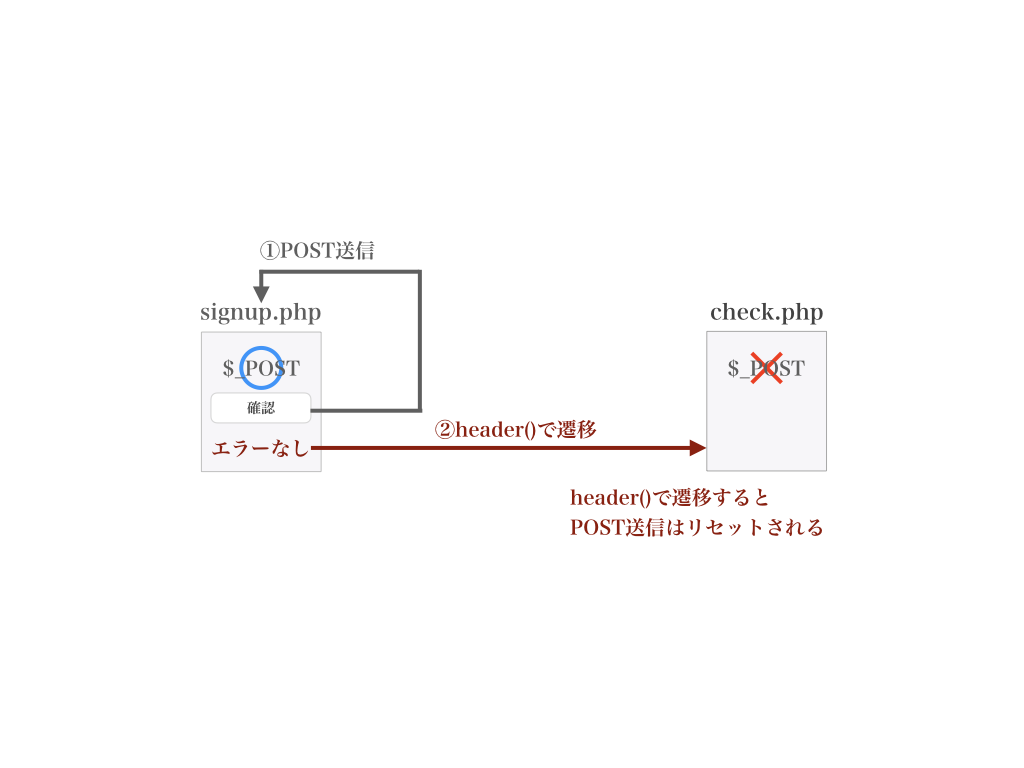 ①POST送信
signup.php
check.php
$_POST
$_POST
確認
②header()で遷移
エラーなし
header()で遷移すると
POST送信はリセットされる